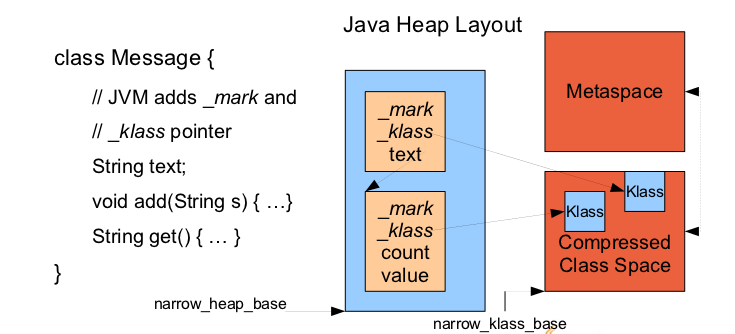 Java Heap Layout
class Message {
// JVM adds _mark and
// _klass pointer
String text;
void add(String s) { …}
String get() { … }
}
_mark
_klass
text
_mark
_klass
count
value
Metaspace
Klass
Klass
Compressed
Class Space
narrow_heap_base
narrow_klass_base